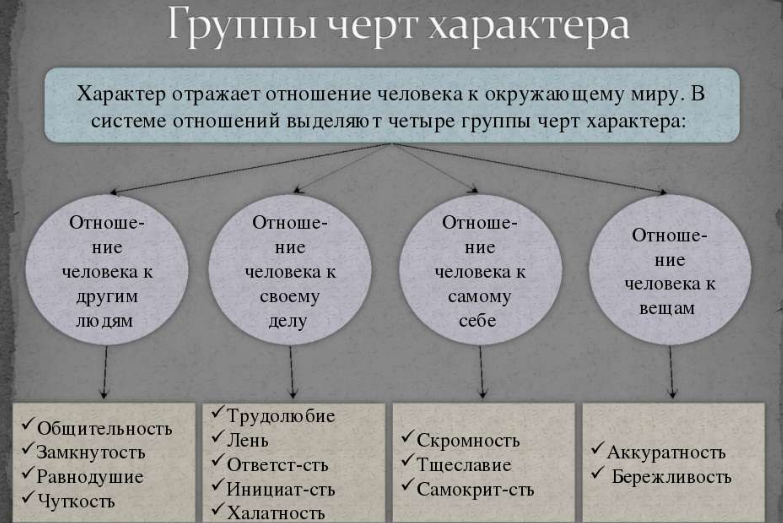 Группы черт характера
Характер отражает отношение человека к окружающему миру. В
системе отношений выделяют четыре группы черт характера:
Отноше-
ние
человека к
другим
людям
Отноше-
ние
человека к
своему
делу
Отноше-
ние
человека к
самому
себе
Отноше-
ние
человека к
вещам
✓Общительность
✓Замкнутость
✓Равнодушие
✓Чуткость
✓Трудолюбие
✓Лень
✓Ответст-сть
✓Инициат-сть
✓Халатность
✓Скромность
✓Тщеславие
✓Самокрит-сть
✓Аккуратность
✓ Бережливость